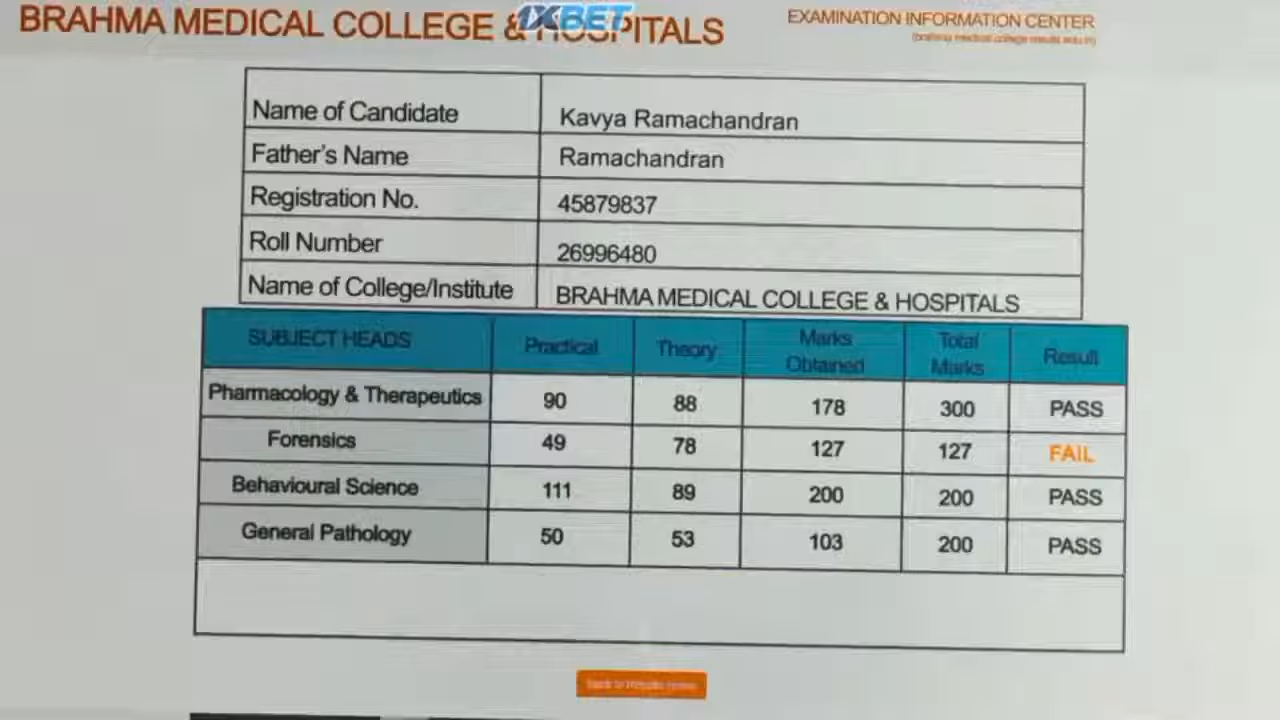 BRAHMA MEDICAL COLLEGE & HOSPITALS
1XBET
EXAMINATION INFORMATION CENTER
Name of Candidate Kavya Ramachandran
Father's Name Ramachandran
Registration No. 45879837
Roll Number 26996480
Name of College/Institute BRAHMA MEDICAL COLLEGE & HOSPITALS
SUBJECT HEADS Practical Theory Marks Obtained Total Marks Result
Pharmacology & Therapeutics 90 88 178 300 PASS
Forensics 49 78 127 127 FAIL
Behavioural Science 111 89 200 200 PASS
General Pathology 50 53 103 200 PASS